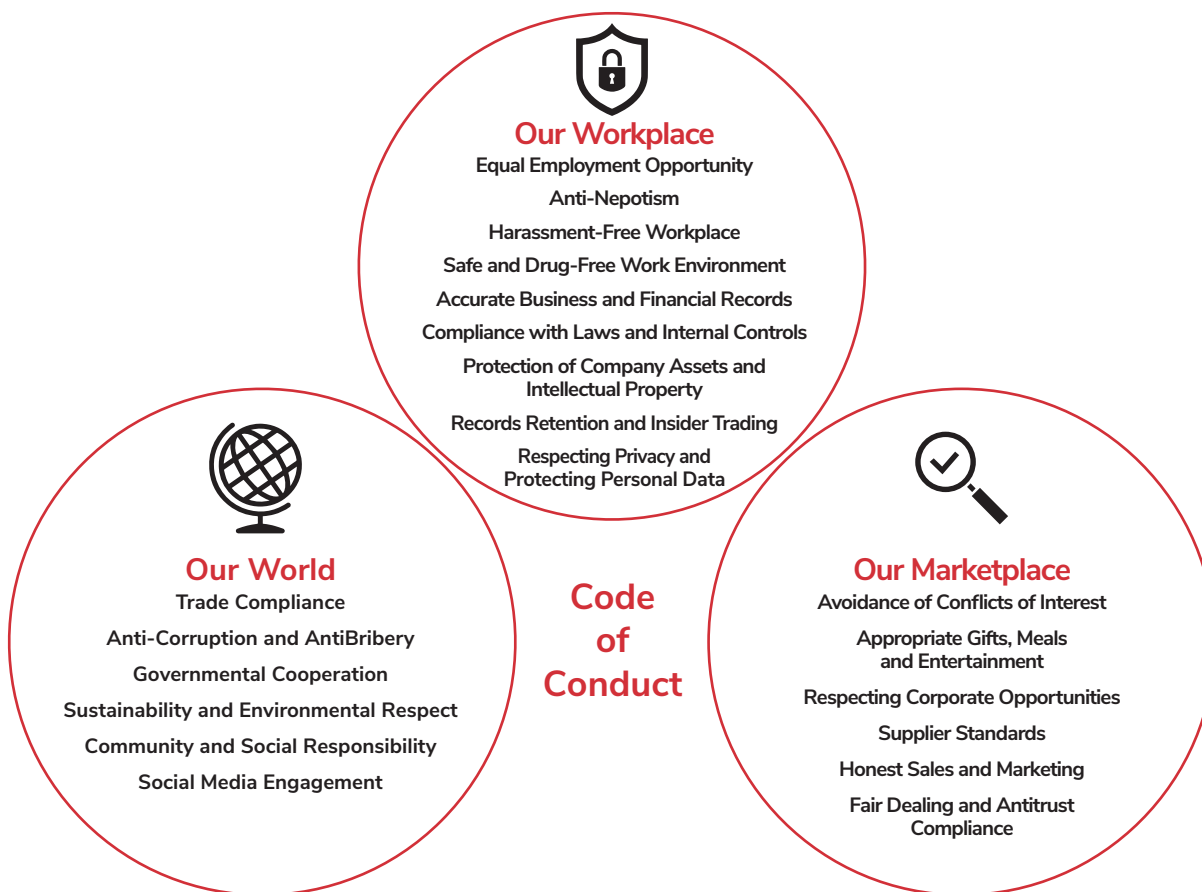 Our Workplace
Equal Employment Opportunity
Anti-Nepotism
Harassment-Free Workplace
Safe and Drug-Free Work Environment
Accurate Business and Financial Records
Compliance with Laws and Internal Controls
Protection of Company Assets and
Intellectual Property
Records Retention and Insider Trading
Respecting Privacy and
Protecting Personal Data
Our World
Trade Compliance
Anti-Corruption and AntiBribery
Governmental Cooperation
Sustainability and Environmental Respect
Community and Social Responsibility
Social Media Engagement
Code
of
Conduct
Our Marketplace
Avoidance of Conflicts of Interest
Appropriate Gifts, Meals
and Entertainment
Respecting Corporate Opportunities
Supplier Standards
Honest Sales and Marketing
Fair Dealing and Antitrust
Compliance